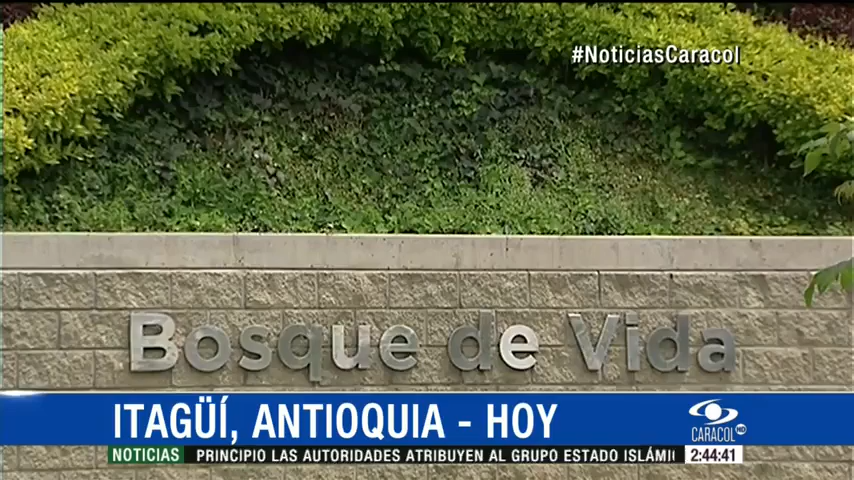 #NoticiasCaracol
Bosque de Vida
ITAGÜÍ, ANTIOQUIA - HOY
CARACOL HD
NOTICIAS PRINCIPIO LAS AUTORIDADES ATRIBUYEN AL GRUPO ESTADO ISLÁMI 2:44:41